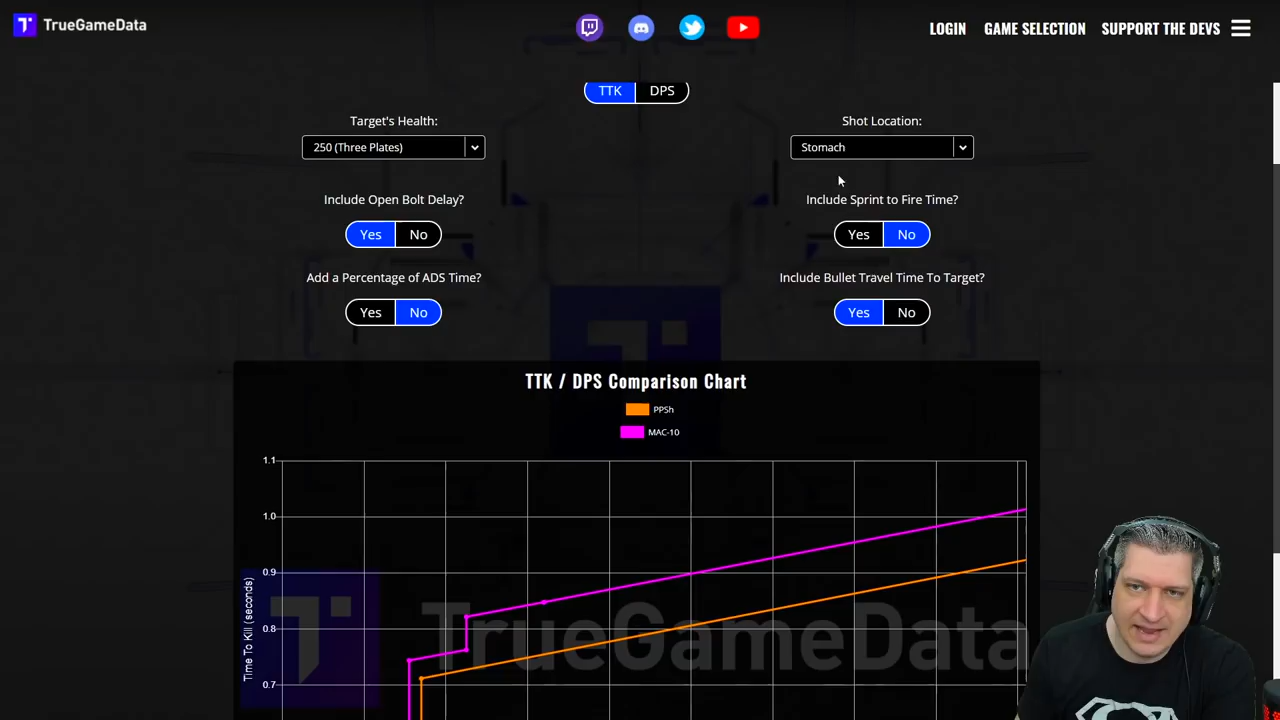 TrueGameData
LOGIN
GAME SELECTION
SUPPORT THE DEVS
TTK
DPS
Target's Health:
Shot Location:
250 (Three Plates)
Stomach
Include Open Bolt Delay?
Include Sprint to Fire Time?
Yes
No
Yes
No
Add a Percentage of ADS Time?
Include Bullet Travel Time To Target?
Yes
No
Yes
No
TTK / DPS Comparison Chart
PPSh
MAC-10
1.1
1.0
0.9
0.8
0.7
Time To Kill (seconds)
TrueGameData